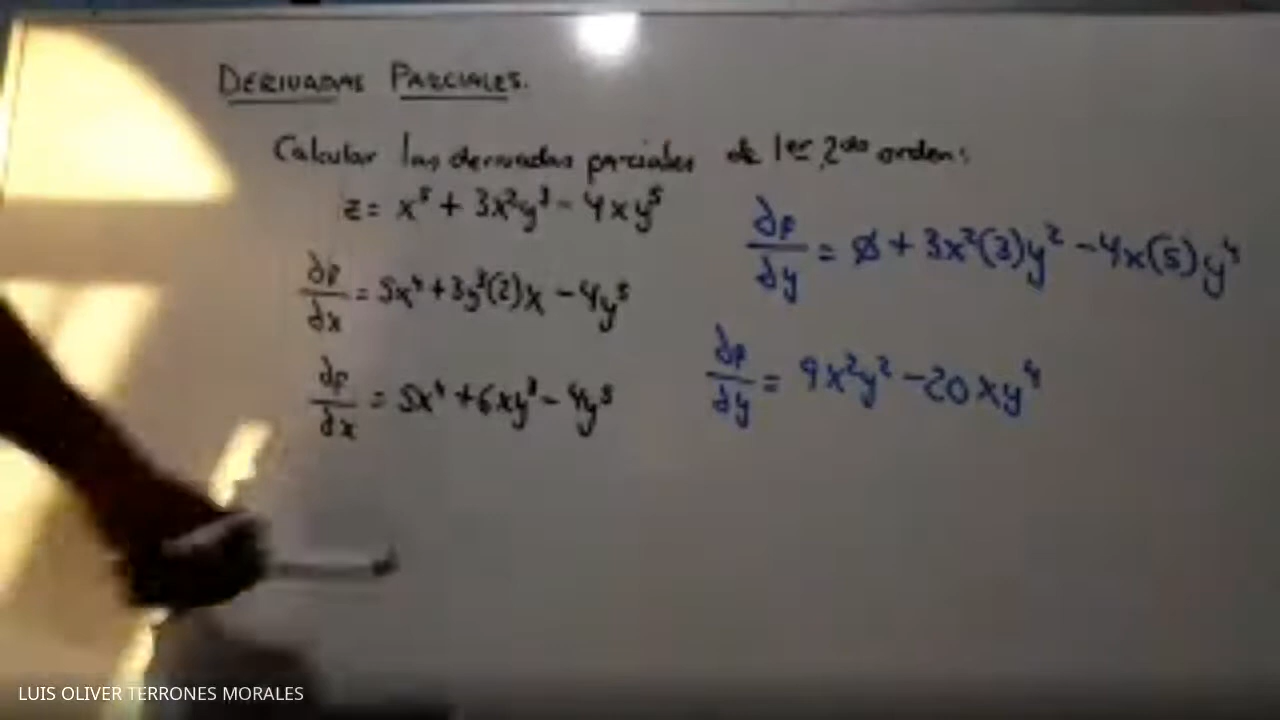 DERIVADAS PARCIALES.
Calcular las derivadas parciales de 1er, 2do orden:
z = x⁵ + 3x²y³ - 4xy⁵
∂f/∂x = 5x⁴ + 3y³(2)x - 4y⁵
∂f/∂x = 5x⁴ + 6xy³ - 4y⁵
∂f/∂y = ∅ + 3x²(3)y² - 4x(5)y⁴
∂f/∂y = 9x²y² - 20xy⁴
LUIS OLIVER TERRONES MORALES